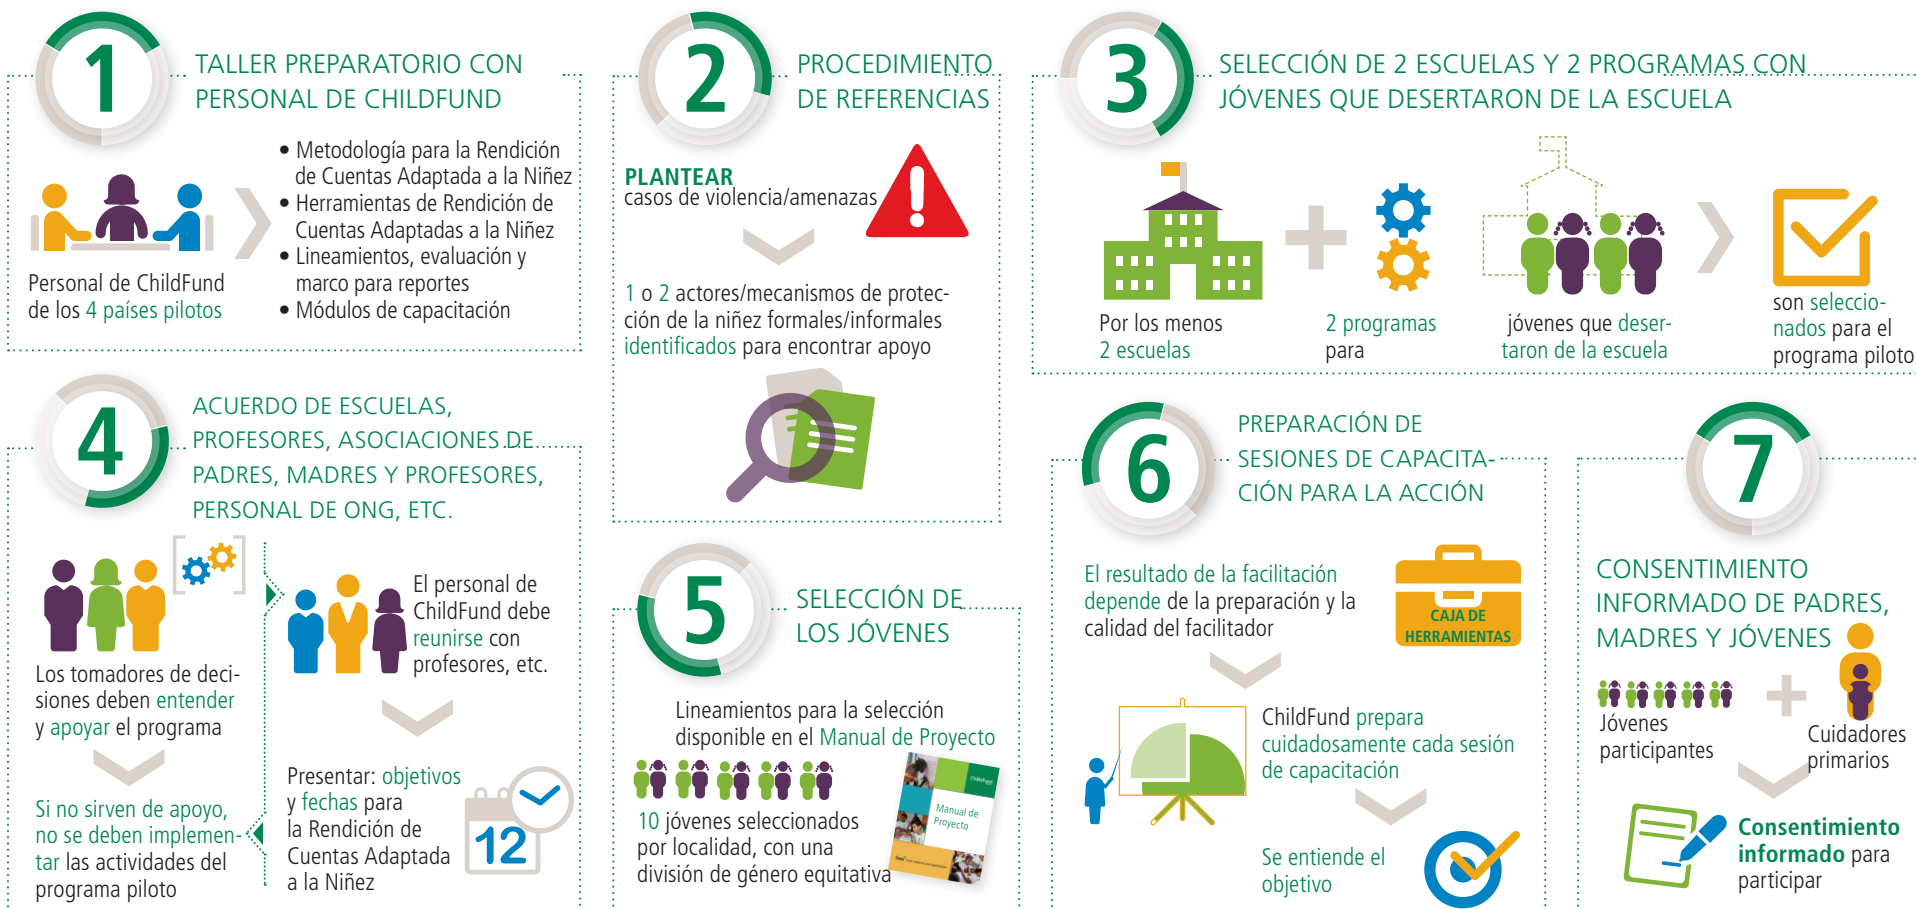 1
TALLER PREPARATORIO CON
PERSONAL DE CHILDFUND
Personal de ChildFund
de los 4 países pilotos
• Metodología para la Rendición
de Cuentas Adaptada a la Niñez
• Herramientas de Rendición de
Cuentas Adaptadas a la Niñez
• Lineamientos, evaluación y
marco para reportes
• Módulos de capacitación
2
PROCEDIMIENTO
DE REFERENCIAS
PLANTEAR
casos de violencia/amenazas
1 o 2 actores/mecanismos de protec-
ción de la niñez formales/informales
identificados para encontrar apoyo
3
SELECCIÓN DE 2 ESCUELAS Y 2 PROGRAMAS CON
JÓVENES QUE DESERTARON DE LA ESCUELA
Por los menos
2 escuelas
2 programas
para
jóvenes que deser-
taron de la escuela
son seleccio-
nados para el
programa piloto
4
ACUERDO DE ESCUELAS,
PROFESORES, ASOCIACIONES DE
PADRES, MADRES Y PROFESORES,
PERSONAL DE ONG, ETC.
Los tomadores de deci-
siones deben entender
y apoyar el programa
Si no sirven de apoyo,
no se deben implemen-
tar las actividades del
programa piloto
El personal de
ChildFund debe
reunirse con
profesores, etc.
Presentar: objetivos
y fechas para
la Rendición de
Cuentas Adaptada
a la Niñez
12
5
SELECCIÓN DE
LOS JÓVENES
Lineamientos para la selección
disponible en el Manual de Proyecto
10 jóvenes seleccionados
por localidad, con una
división de género equitativa
ChildFund
Manual de
Proyecto
6
PREPARACIÓN DE
SESIONES DE CAPACITA-
CIÓN PARA LA ACCIÓN
El resultado de la facilitación
depende de la preparación y la
calidad del facilitador
CAJA DE
HERRAMIENTAS
ChildFund prepara
cuidadosamente cada sesión
de capacitación
Se entiende el
objetivo
7
CONSENTIMIENTO
INFORMADO DE PADRES,
MADRES Y JÓVENES
Jóvenes
participantes
Cuidadores
primarios
Consentimiento
informado para
participar